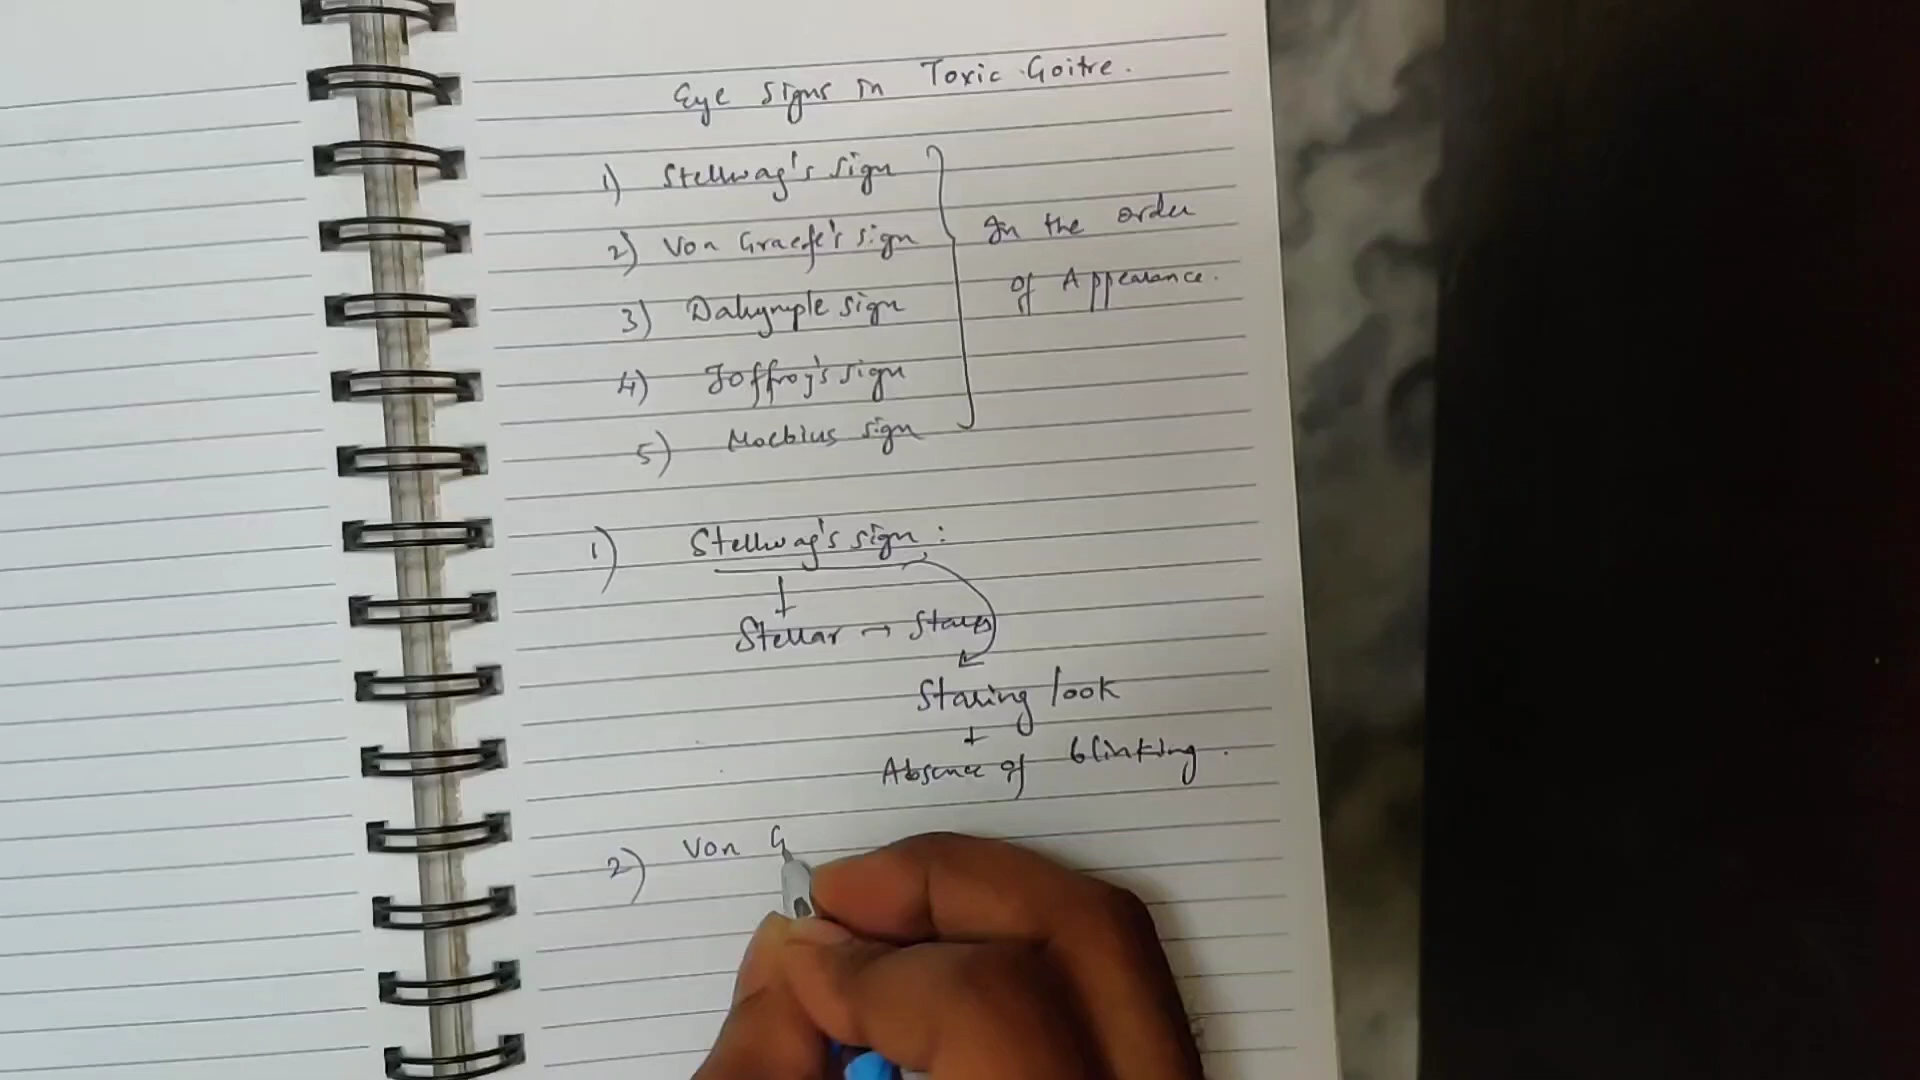 Eye signs in Toxic Goitre.
1) Stellwag's sign
2) Von Graefe's sign
3) Dalrymple sign
4) Joffroy's sign
5) Moebius sign
In the order
of Appearance.
1) Stellwag's sign :
Stellar → Stars
Staring look
+
Absence of blinking.
2) Von G